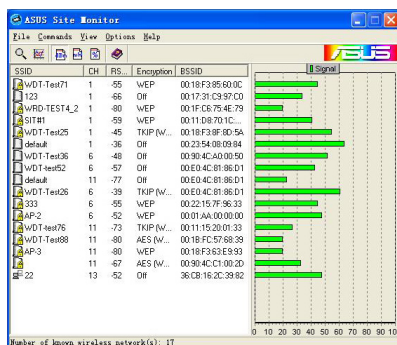 ASUS Site Monitor
File Commands View Options Help
/SUS
SSID CH RS... Encryption BSSID Signal
WDT-Test71 1 -55 WEP 00:18:F3:85:60:0C
123 1 -66 Off 00:17:31:C9:97:C0
WRD-TEST4_2 1 -80 WEP 00:1F:C6:75:4E:79
SIT#1 1 -59 WEP 00:11:D8:70:1C:...
WDT-Test25 1 -45 TKIP (W... 00:18:F3:8F:8D:5A
default 1 -36 Off 00:23:54:08:09:84
WDT-Test36 6 -48 Off 00:90:4C:A0:00:50
WDT-test52 6 -57 Off 00:E0:4C:81:86:D1
default 11 -77 Off 00:E0:4C:81:86:D1
WDT-Test26 6 -39 TKIP (W... 00:E0:4C:81:86:D1
333 6 -55 WEP 00:22:15:7F:96:33
AP-2 6 -52 WEP 00:01:AA:00:00:00
WDT-test76 11 -73 TKIP (W... 00:11:15:20:01:33
WDT-Test88 11 -80 AES (W... 00:18:FC:57:68:39
AP-3 11 -80 WEP 00:18:F3:63:E9:93
11 -67 AES (W... 00:90:4C:C1:00:2D
22 13 -52 Off 36:CB:16:2C:39:82
0 10 20 30 40 50 60 70 80 90 10
Number of known wireless network(s): 17